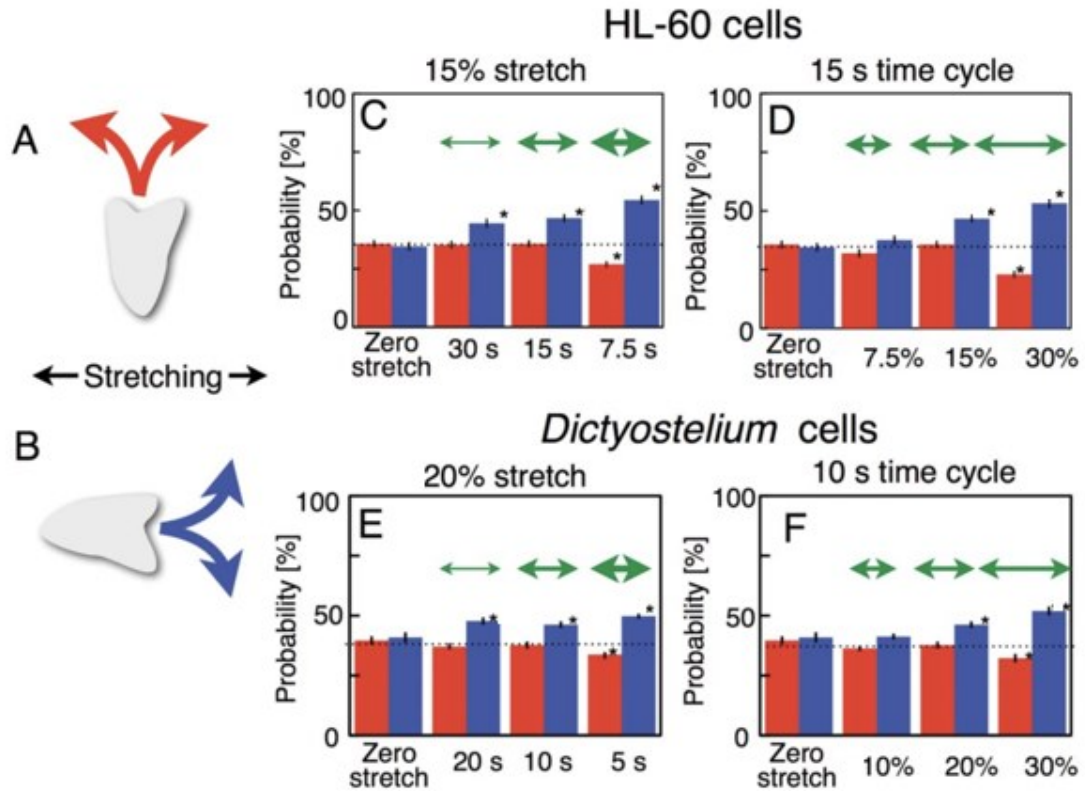 HL-60 cells
A
Stretching
B
15% stretch
C
Probability [%]
100
50
0
Zero stretch
30 s
15 s
7.5 s
*
*
*
*
15 s time cycle
D
Probability [%]
100
50
0
Zero stretch
7.5%
15%
30%
*
*
*
Dictyostelium cells
20% stretch
E
Probability [%]
100
50
0
Zero stretch
20 s
10 s
5 s
*
*
*
*
10 s time cycle
F
Probability [%]
100
50
0
Zero stretch
10%
20%
30%
*
*
*